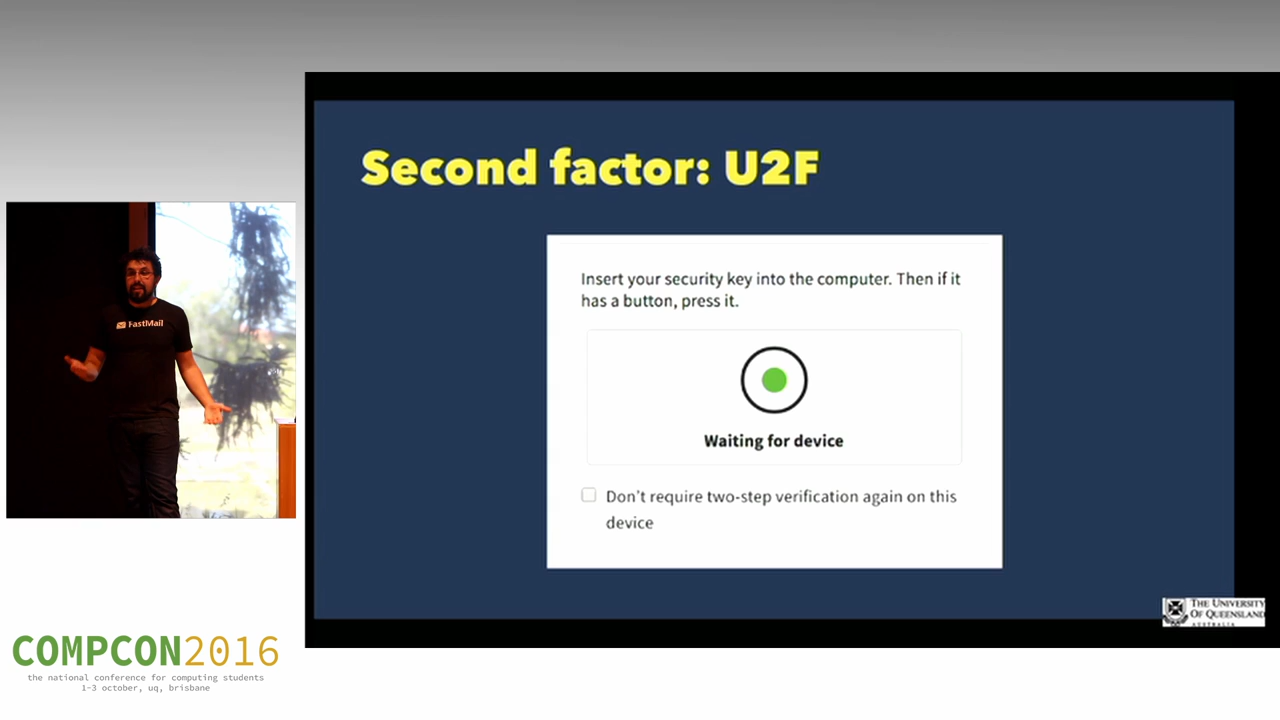 Second factor: U2F
Insert your security key into the computer. Then if it
has a button, press it.
Waiting for device
Don't require two-step verification again on this
device
FastMail
THE UNIVERSITY
OF QUEENSLAND
AUSTRALIA
COMPCON2016
the national conference for computing students
1-3 october, uq, brisbane